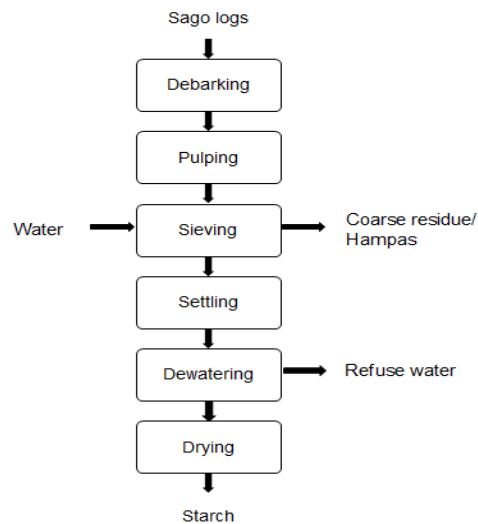 Sago logs
Debarking
Pulping
Water
Sieving
Coarse residue/
Hampas
Settling
Dewatering
Refuse water
Drying
Starch